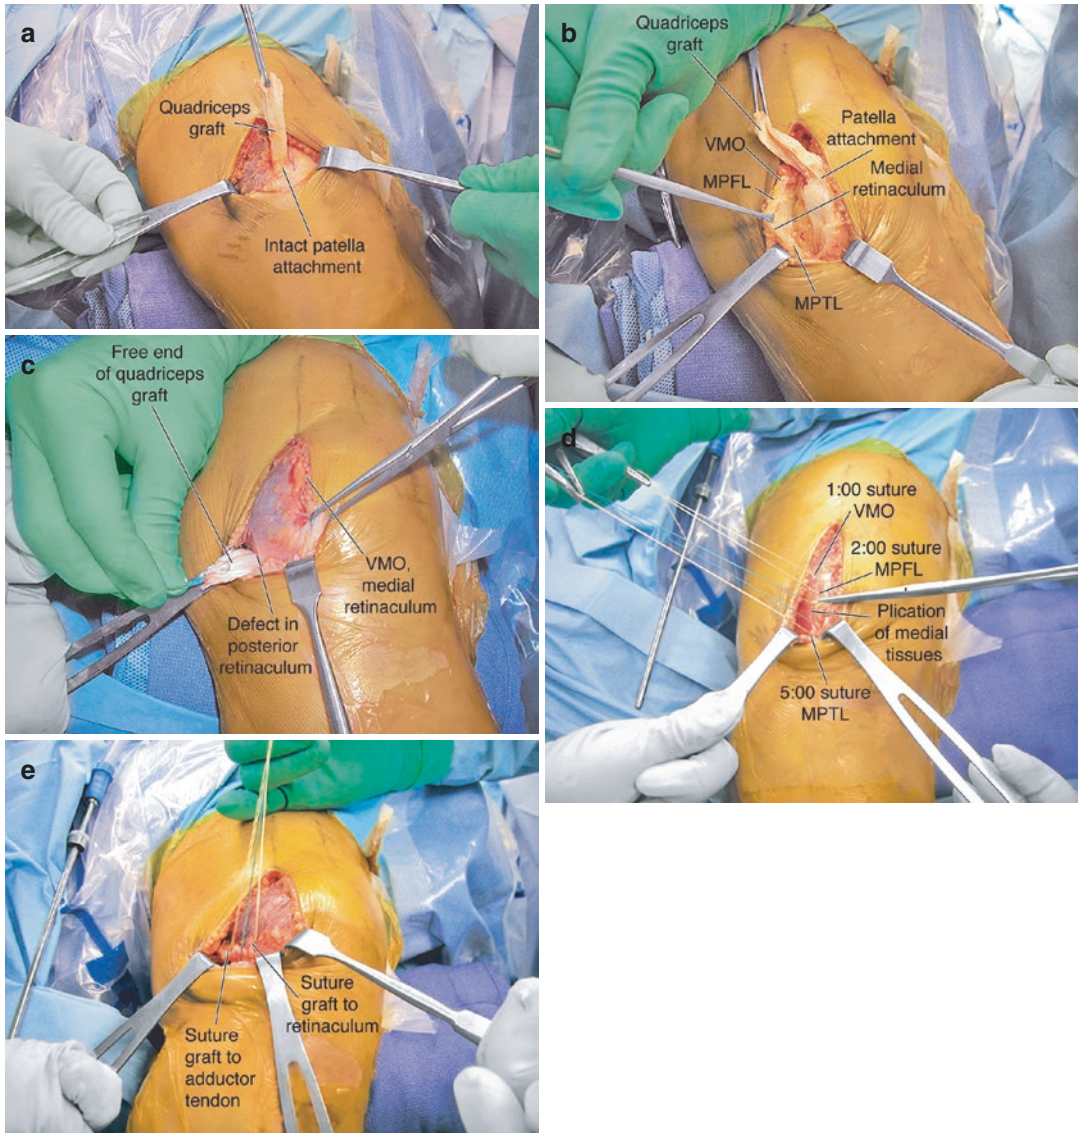 a
Quadriceps
graft
Intact patella
attachment
b
Quadriceps
graft
Patella
attachment
VMO
Medial
retinaculum
MPFL
MPTL
c
Free end
of quadriceps
graft
VMO,
medial
retinaculum
Defect in
posterior
retinaculum
d
1:00 suture
VMO
2:00 suture
MPFL
Plication
of medial
tissues
5:00 suture
MPTL
e
Suture
graft to
retinaculum
Suture
graft to
adductor
tendon